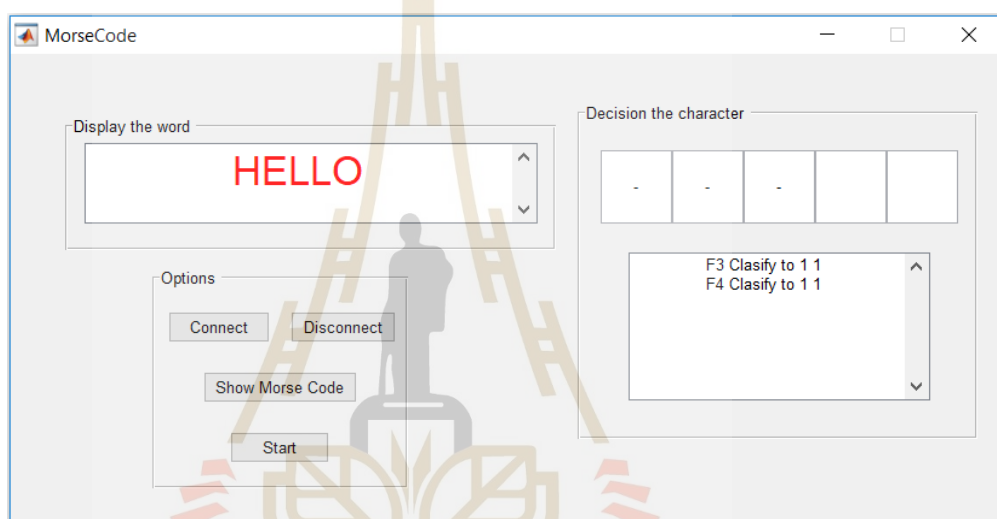 MorseCode
Display the word
HELLO
Options
Connect Disconnect
Show Morse Code
Start
Decision the character
- - -
F3 Clasify to 1 1
F4 Clasify to 1 1